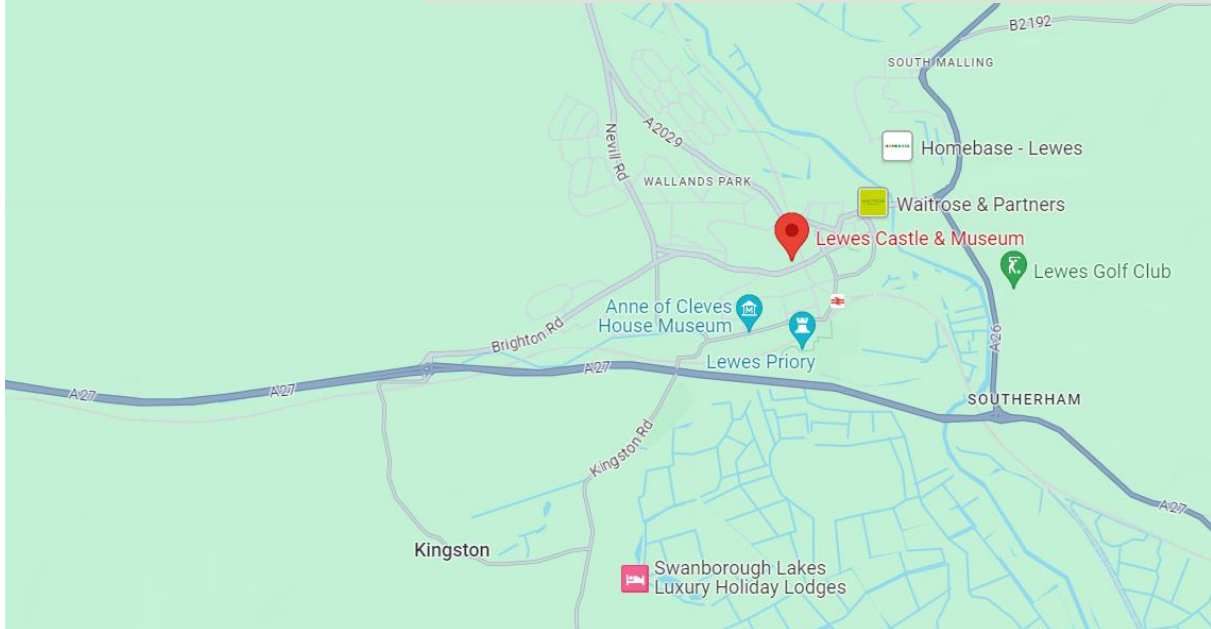 B2192
SOUTH MALLING
A2029
Nevill Rd
HOMEBASE
Homebase - Lewes
WALLANDS PARK
WAITROSE
Waitrose & Partners
Lewes Castle & Museum
Lewes Golf Club
Anne of Cleves
House Museum
M
Brighton Rd
A26
Lewes Priory
A27
A27
A27
SOUTHERHAM
Kingston Rd
A27
Kingston
Swanborough Lakes
Luxury Holiday Lodges